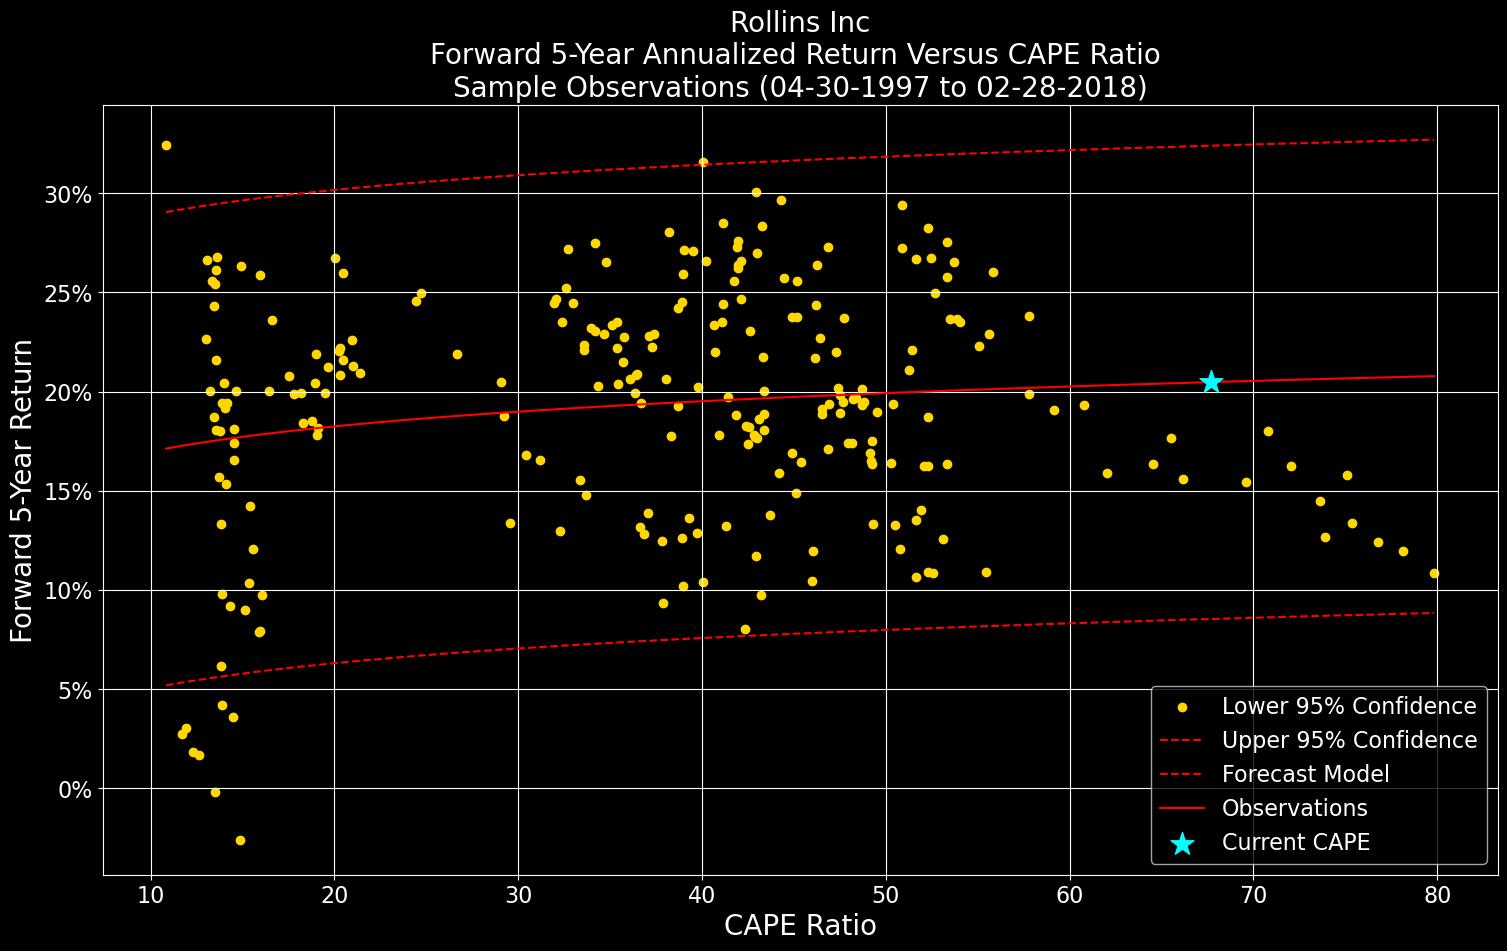 Rollins Inc
Forward 5-Year Annualized Return Versus CAPE Ratio
Sample Observations (04-30-1997 to 02-28-2018)
Forward 5-Year Return
30%
25%
20%
15%
10%
5%
0%
Lower 95% Confidence
Upper 95% Confidence
Forecast Model
Observations
Current CAPE
10 20 30 40 50 60 70 80
CAPE Ratio